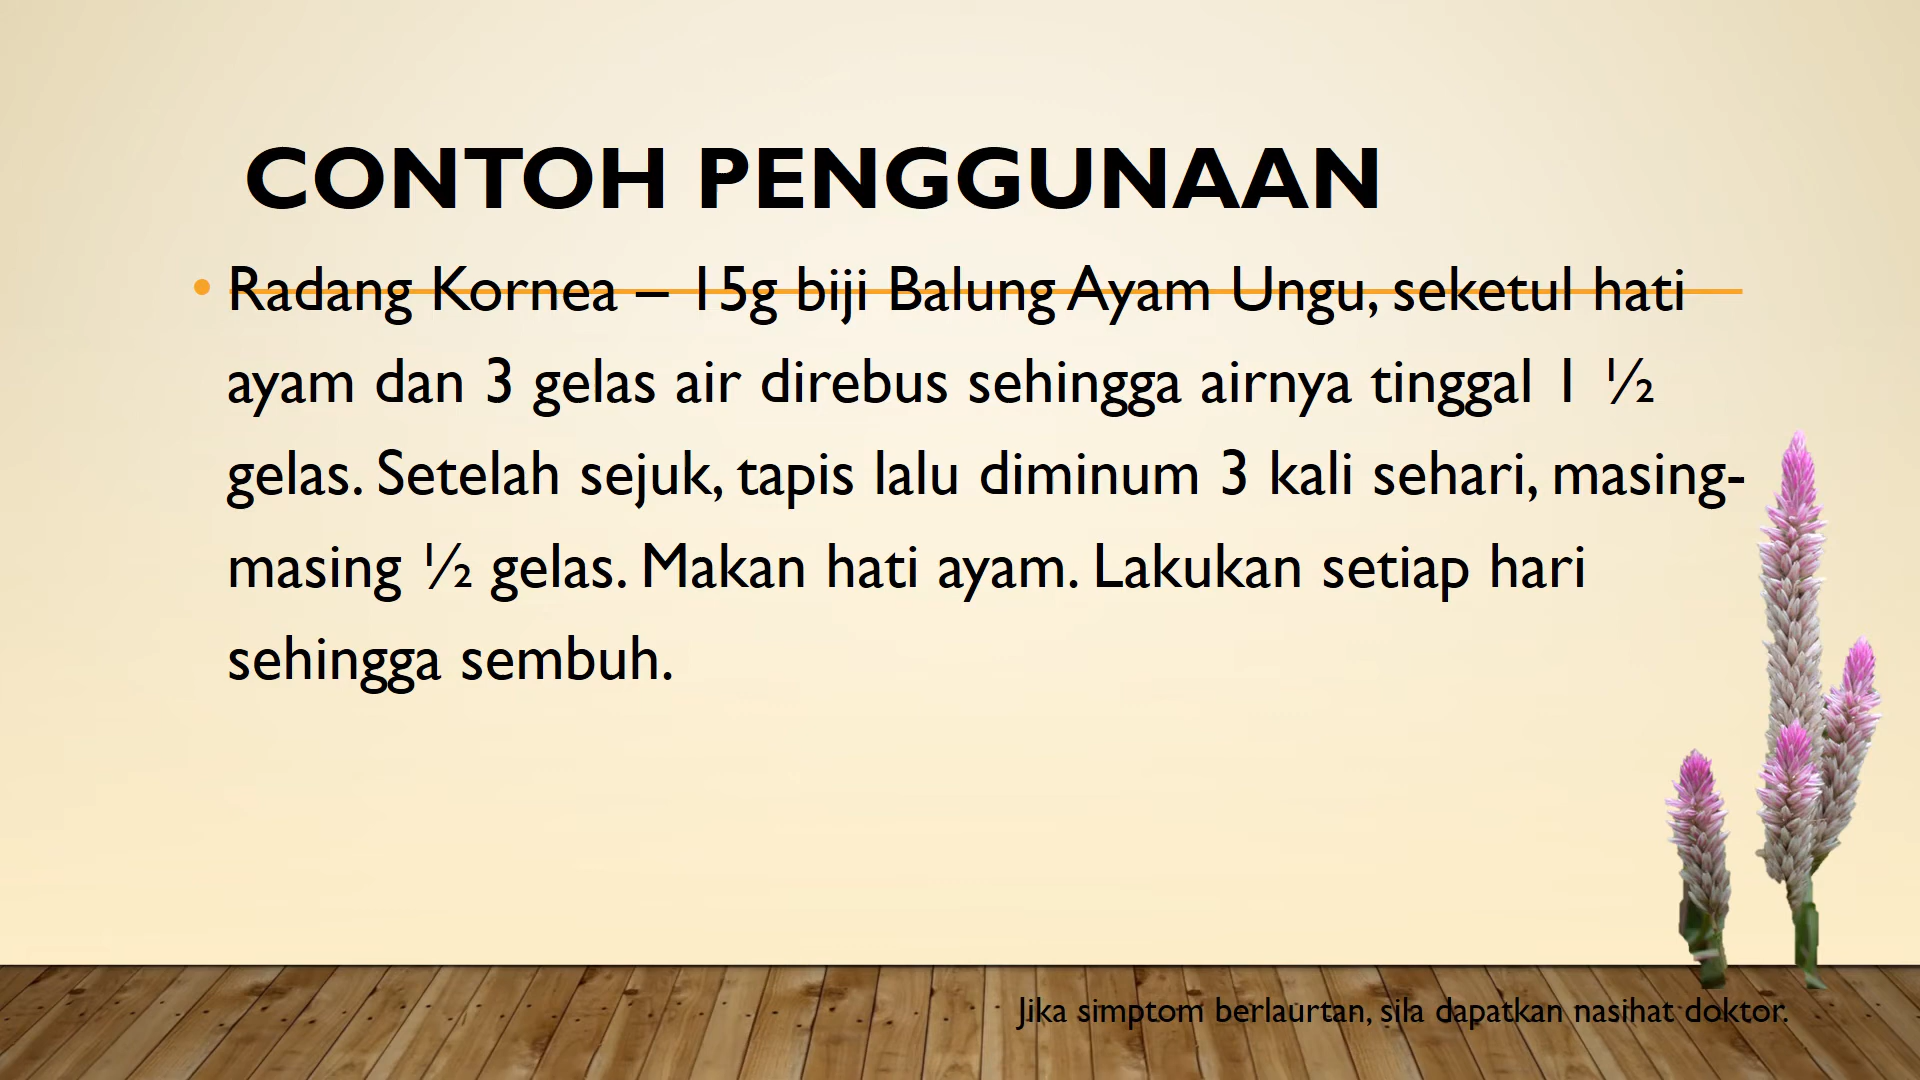 CONTOH PENGGUNAAN
• Radang Kornea – 15g biji Balung Ayam Ungu, seketul hati
ayam dan 3 gelas air direbus sehingga airnya tinggal 1 ½
gelas. Setelah sejuk, tapis lalu diminum 3 kali sehari, masing-
masing ½ gelas. Makan hati ayam. Lakukan setiap hari
sehingga sembuh.
Jika simptom berlaurtan, sila dapatkan nasihat doktor.